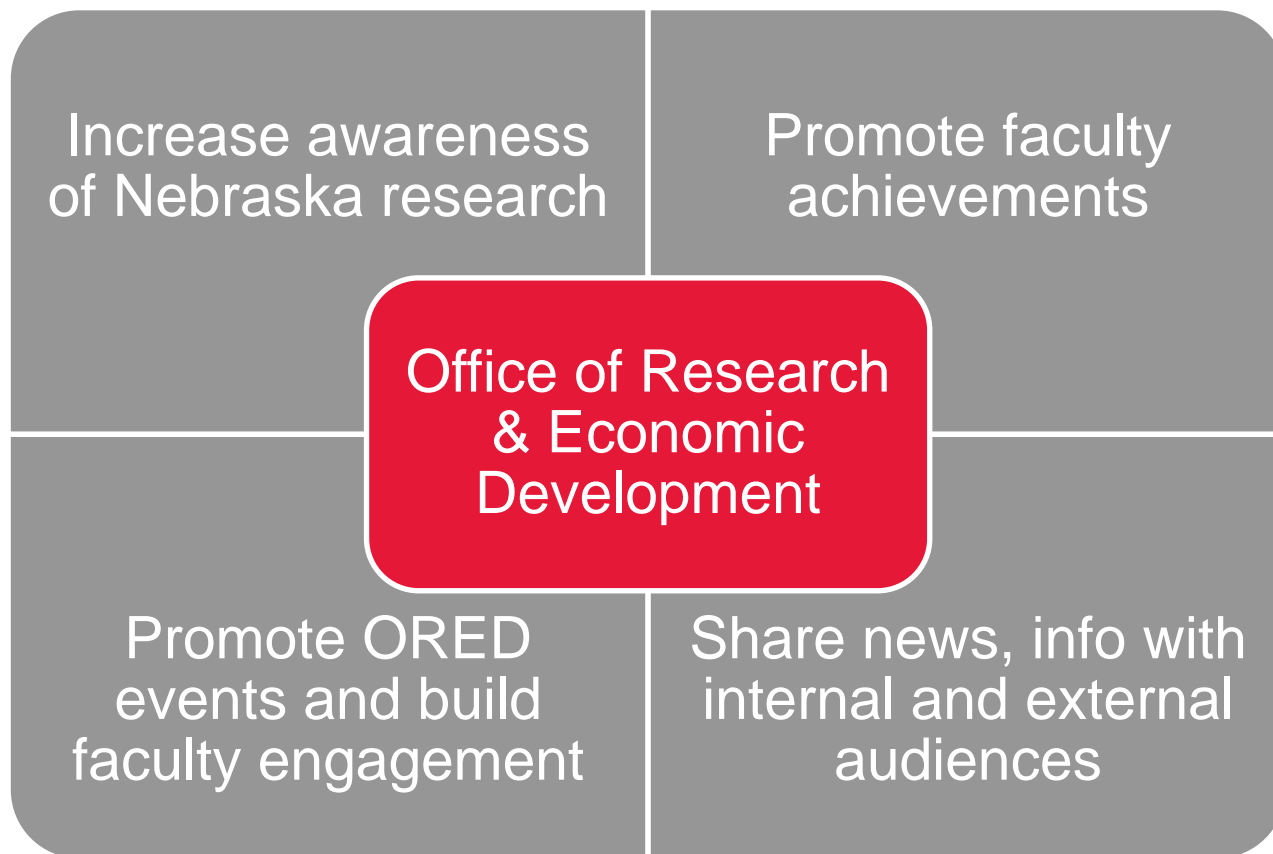 Increase awareness
of Nebraska research
Promote faculty
achievements
Office of Research
& Economic
Development
Promote ORED
events and build
faculty engagement
Share news, info with
internal and external
audiences